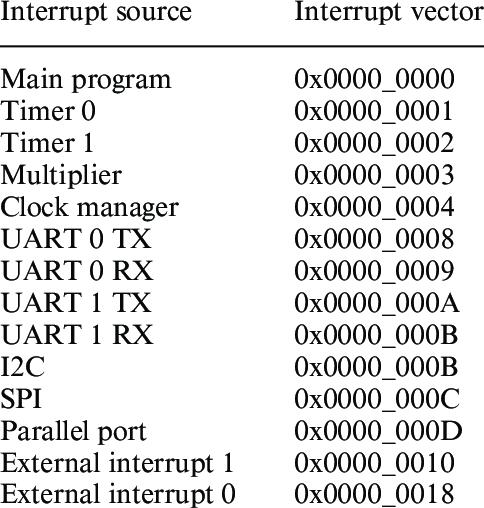 Interrupt source Interrupt vector
Main program 0x0000_0000
Timer 0 0x0000_0001
Timer 1 0x0000_0002
Multiplier 0x0000_0003
Clock manager 0x0000_0004
UART 0 TX 0x0000_0008
UART 0 RX 0x0000_0009
UART 1 TX 0x0000_000A
UART 1 RX 0x0000_000B
I2C 0x0000_000B
SPI 0x0000_000C
Parallel port 0x0000_000D
External interrupt 1 0x0000_0010
External interrupt 0 0x0000_0018